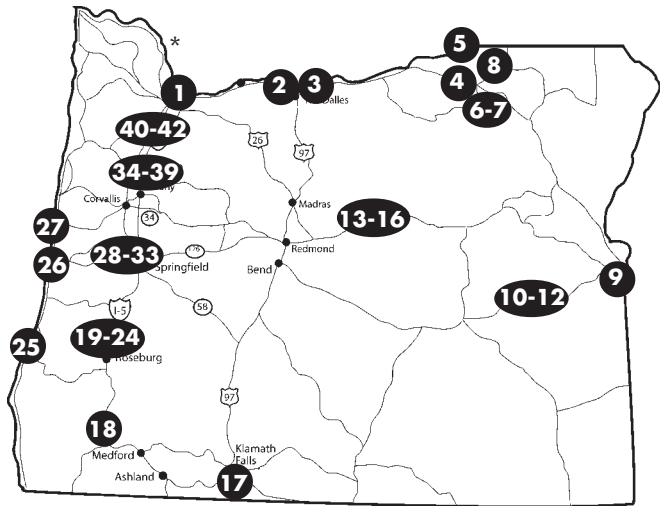 *
5
8
1
2
3
4
Dalles
6-7
40-42
26
97
34-39
Corvallis
34
Madras
13-16
27
28-33
Redmond
26
Springfield
Bend
9
10-12
I-5
58
19-24
25
Roseburg
97
18
Medford
Klamath
Falls
Ashland
17